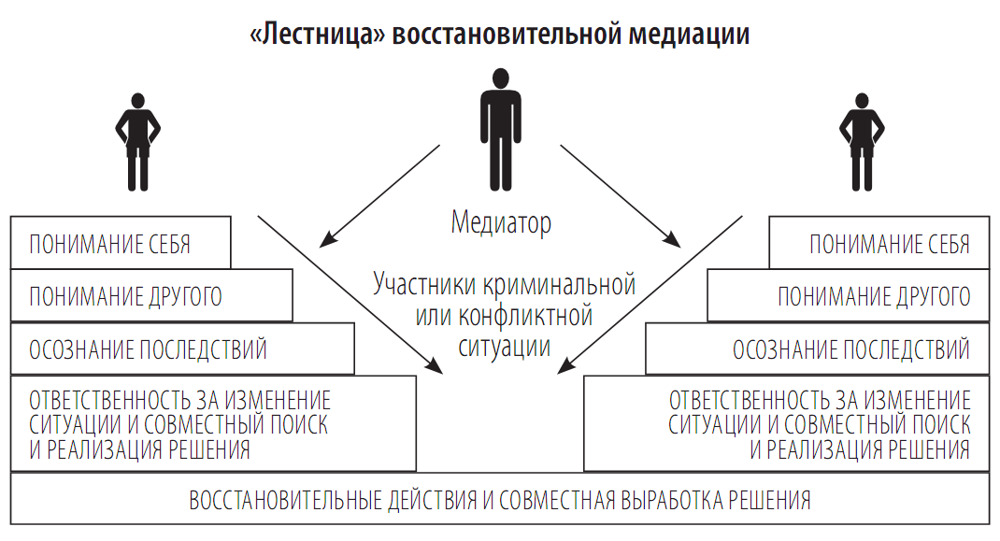 «Лестница» восстановительной медиации
Медиатор
Участники криминальной
или конфликтной
ситуации
ПОНИМАНИЕ СЕБЯ
ПОНИМАНИЕ ДРУГОГО
ОСОЗНАНИЕ ПОСЛЕДСТВИЙ
ОТВЕТСТВЕННОСТЬ ЗА ИЗМЕНЕНИЕ
СИТУАЦИИ И СОВМЕСТНЫЙ ПОИСК
И РЕАЛИЗАЦИЯ РЕШЕНИЯ
ПОНИМАНИЕ СЕБЯ
ПОНИМАНИЕ ДРУГОГО
ОСОЗНАНИЕ ПОСЛЕДСТВИЙ
ОТВЕТСТВЕННОСТЬ ЗА ИЗМЕНЕНИЕ
СИТУАЦИИ И СОВМЕСТНЫЙ ПОИСК
И РЕАЛИЗАЦИЯ РЕШЕНИЯ
ВОССТАНОВИТЕЛЬНЫЕ ДЕЙСТВИЯ И СОВМЕСТНАЯ ВЫРАБОТКА РЕШЕНИЯ